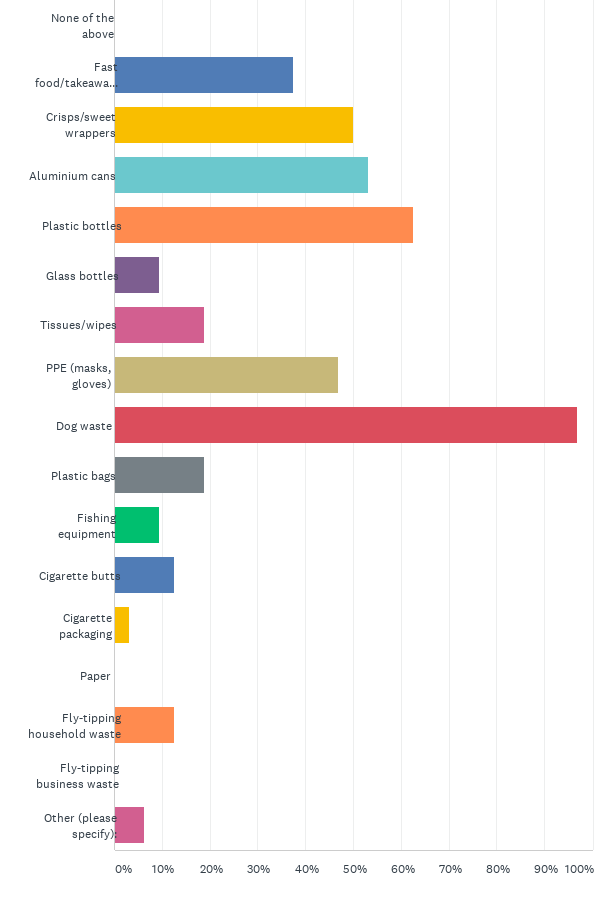 None of the
above
Fast
food/takeawa...
Crisps/sweet
wrappers
Aluminium cans
Plastic bottles
Glass bottles
Tissues/wipes
PPE (masks,
gloves)
Dog waste
Plastic bags
Fishing
equipment
Cigarette butts
Cigarette
packaging
Paper
Fly-tipping
household waste
Fly-tipping
business waste
Other (please
specify):
0% 10% 20% 30% 40% 50% 60% 70% 80% 90% 100%